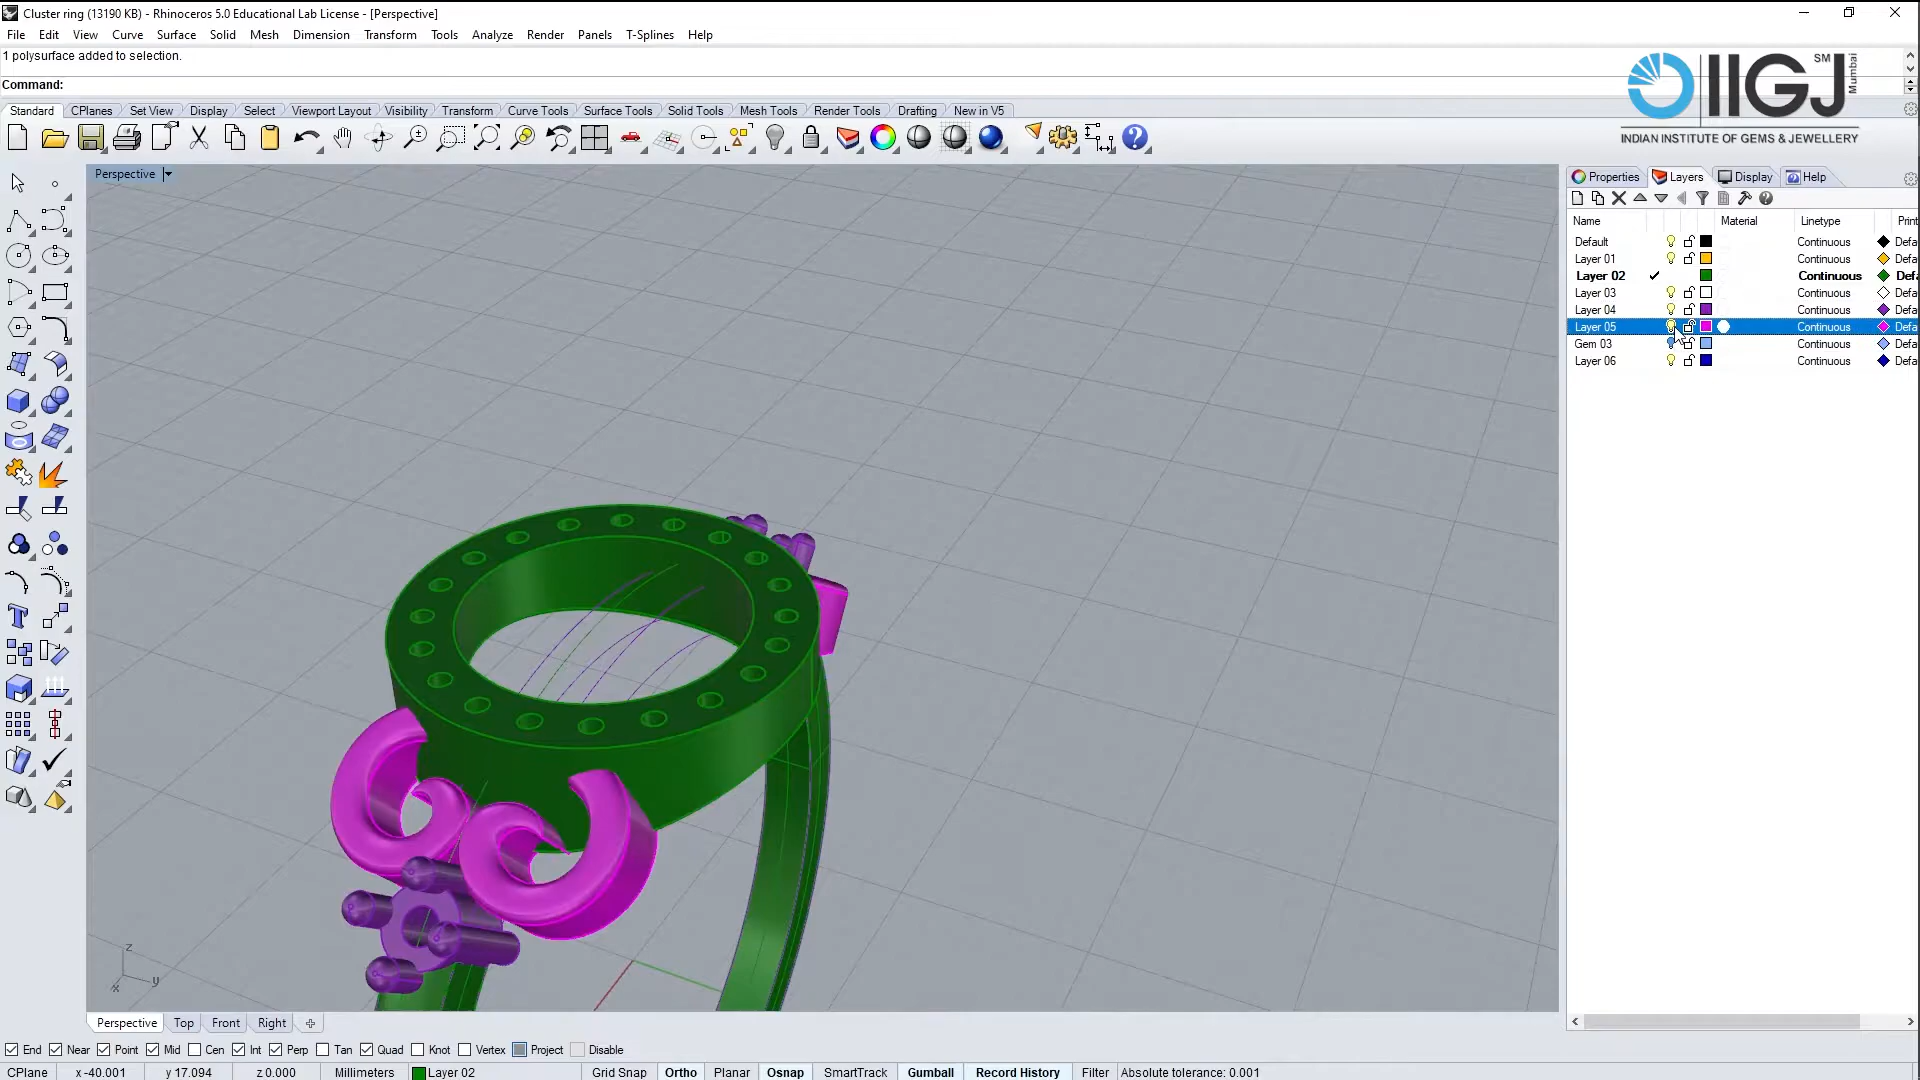 Cluster ring (13190 KB) - Rhinoceros 5.0 Educational Lab License - [Perspective]
File Edit View Curve Surface Solid Mesh Dimension Transform Tools Analyze Render Panels T-Splines Help
1 polysurface added to selection.
Command:
Standard CPlanes Set View Display Select Viewport Layout Visibility Transform Curve Tools Surface Tools Solid Tools Mesh Tools Render Tools Drafting New in V5
IIGJ SM Mumbai
INDIAN INSTITUTE OF GEMS & JEWELLERY
Perspective
Properties Layers Display Help
Name Material Linetype Print
Default Continuous Defa
Layer 01 Continuous Defa
Layer 02 Continuous Defa
Layer 03 Continuous Defa
Layer 04 Continuous Defa
Layer 05 Continuous Defa
Gem 03 Continuous Defa
Layer 06 Continuous Defa
z
y
x
Perspective Top Front Right
End Near Point Mid Cen Int Perp Tan Quad Knot Vertex Project Disable
CPlane x -40.001 y 17.094 z 0.000 Millimeters Layer 02 Grid Snap Ortho Planar Osnap SmartTrack Gumball Record History Filter Absolute tolerance: 0.001